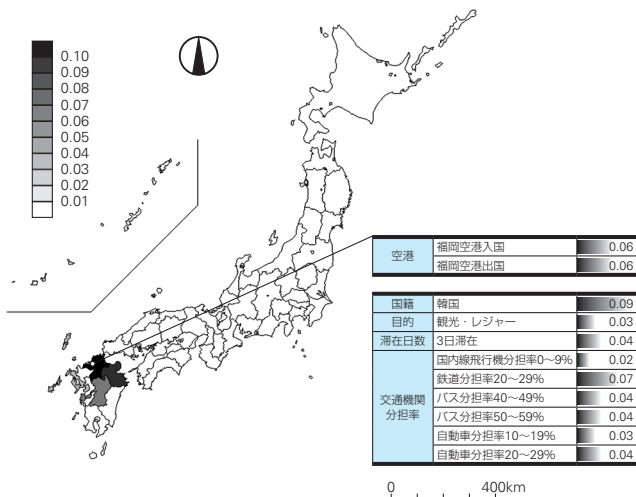 0.10
0.09
0.08
0.07
0.06
0.05
0.04
0.03
0.02
0.01
空港
福岡空港入国 0.06
福岡空港出国 0.06
国籍 韓国 0.09
目的 観光・レジャー 0.03
滞在日数 3日滞在 0.04
交通機関
分担率
国内線飛行機分担率0〜9% 0.02
鉄道分担率20〜29% 0.07
バス分担率40〜49% 0.04
バス分担率50〜59% 0.04
自動車分担率10〜19% 0.03
自動車分担率20〜29% 0.04
0 400km